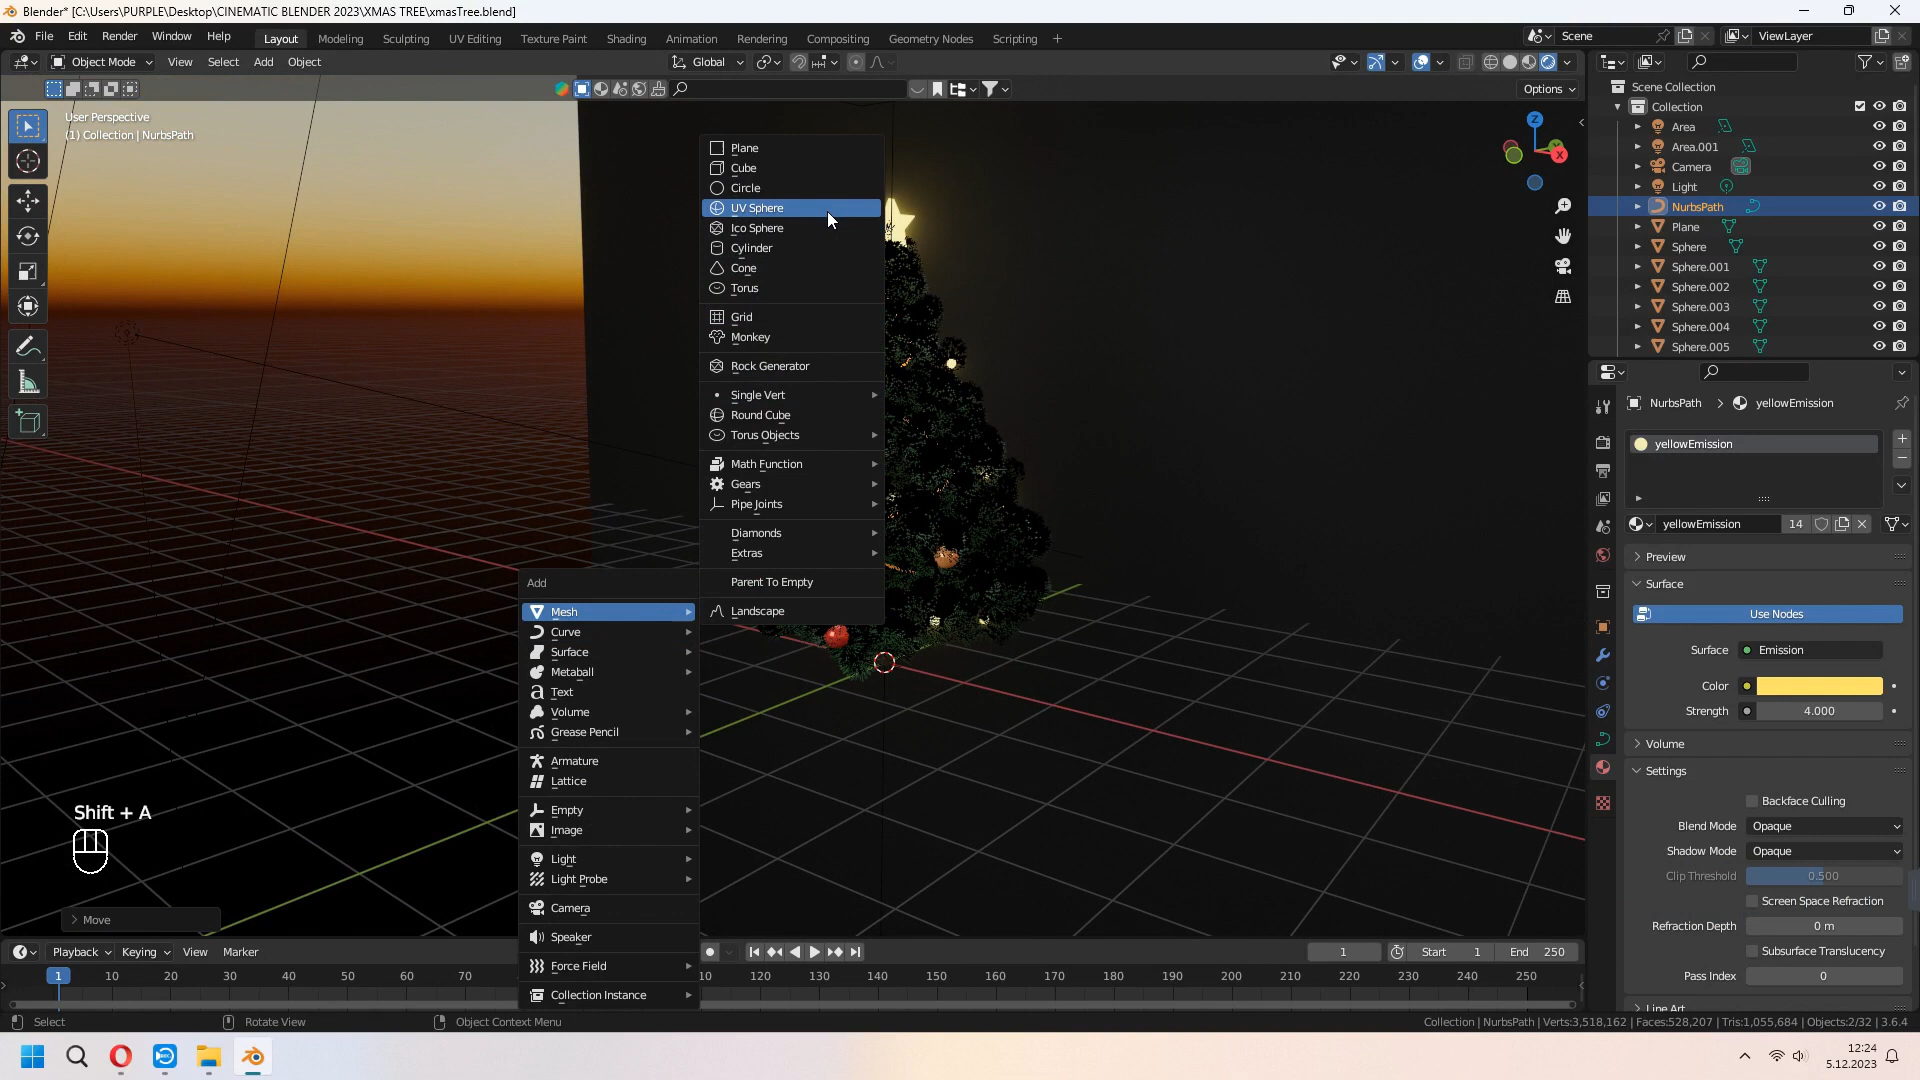 Blender* [C:\Users\PURPLE\Desktop\CINEMATIC BLENDER 2023\XMAS TREE\xmasTree.blend]
File Edit Render Window Help Layout Modeling Sculpting UV Editing Texture Paint Shading Animation Rendering Compositing Geometry Nodes Scripting + Scene ViewLayer
Object Mode View Select Add Object Global
Options
User Perspective
(1) Collection | NurbsPath
Plane
Cube
Circle
UV Sphere
Ico Sphere
Cylinder
Cone
Torus
Grid
Monkey
Rock Generator
Single Vert
Round Cube
Torus Objects
Math Function
Gears
Pipe Joints
Diamonds
Extras
Parent To Empty
Landscape
Add
Mesh
Curve
Surface
Metaball
Text
Volume
Grease Pencil
Armature
Lattice
Empty
Image
Light
Light Probe
Camera
Speaker
Force Field
Collection Instance
Z
Y
X
Shift + A
Move
Scene Collection
Collection
Area
Area.001
Camera
Light
NurbsPath
Plane
Sphere
Sphere.001
Sphere.002
Sphere.003
Sphere.004
Sphere.005
NurbsPath > yellowEmission
yellowEmission
yellowEmission 14
Preview
Surface
Use Nodes
Surface Emission
Color
Strength 4.000
Volume
Settings
Backface Culling
Blend Mode Opaque
Shadow Mode Opaque
Clip Threshold 0.500
Screen Space Refraction
Refraction Depth 0 m
Subsurface Translucency
Pass Index 0
Line Art
Playback Keying View Marker 1 Start 1 End 250
1 10 20 30 40 50 60 70 10 120 130 140 150 160 170 180 190 200 210 220 230 240 250
Select Rotate View Object Context Menu Collection | NurbsPath | Verts:3,518,162 | Faces:528,207 | Tris:1,055,684 | Objects:2/32 | 3.6.4
12:24
5.12.2023